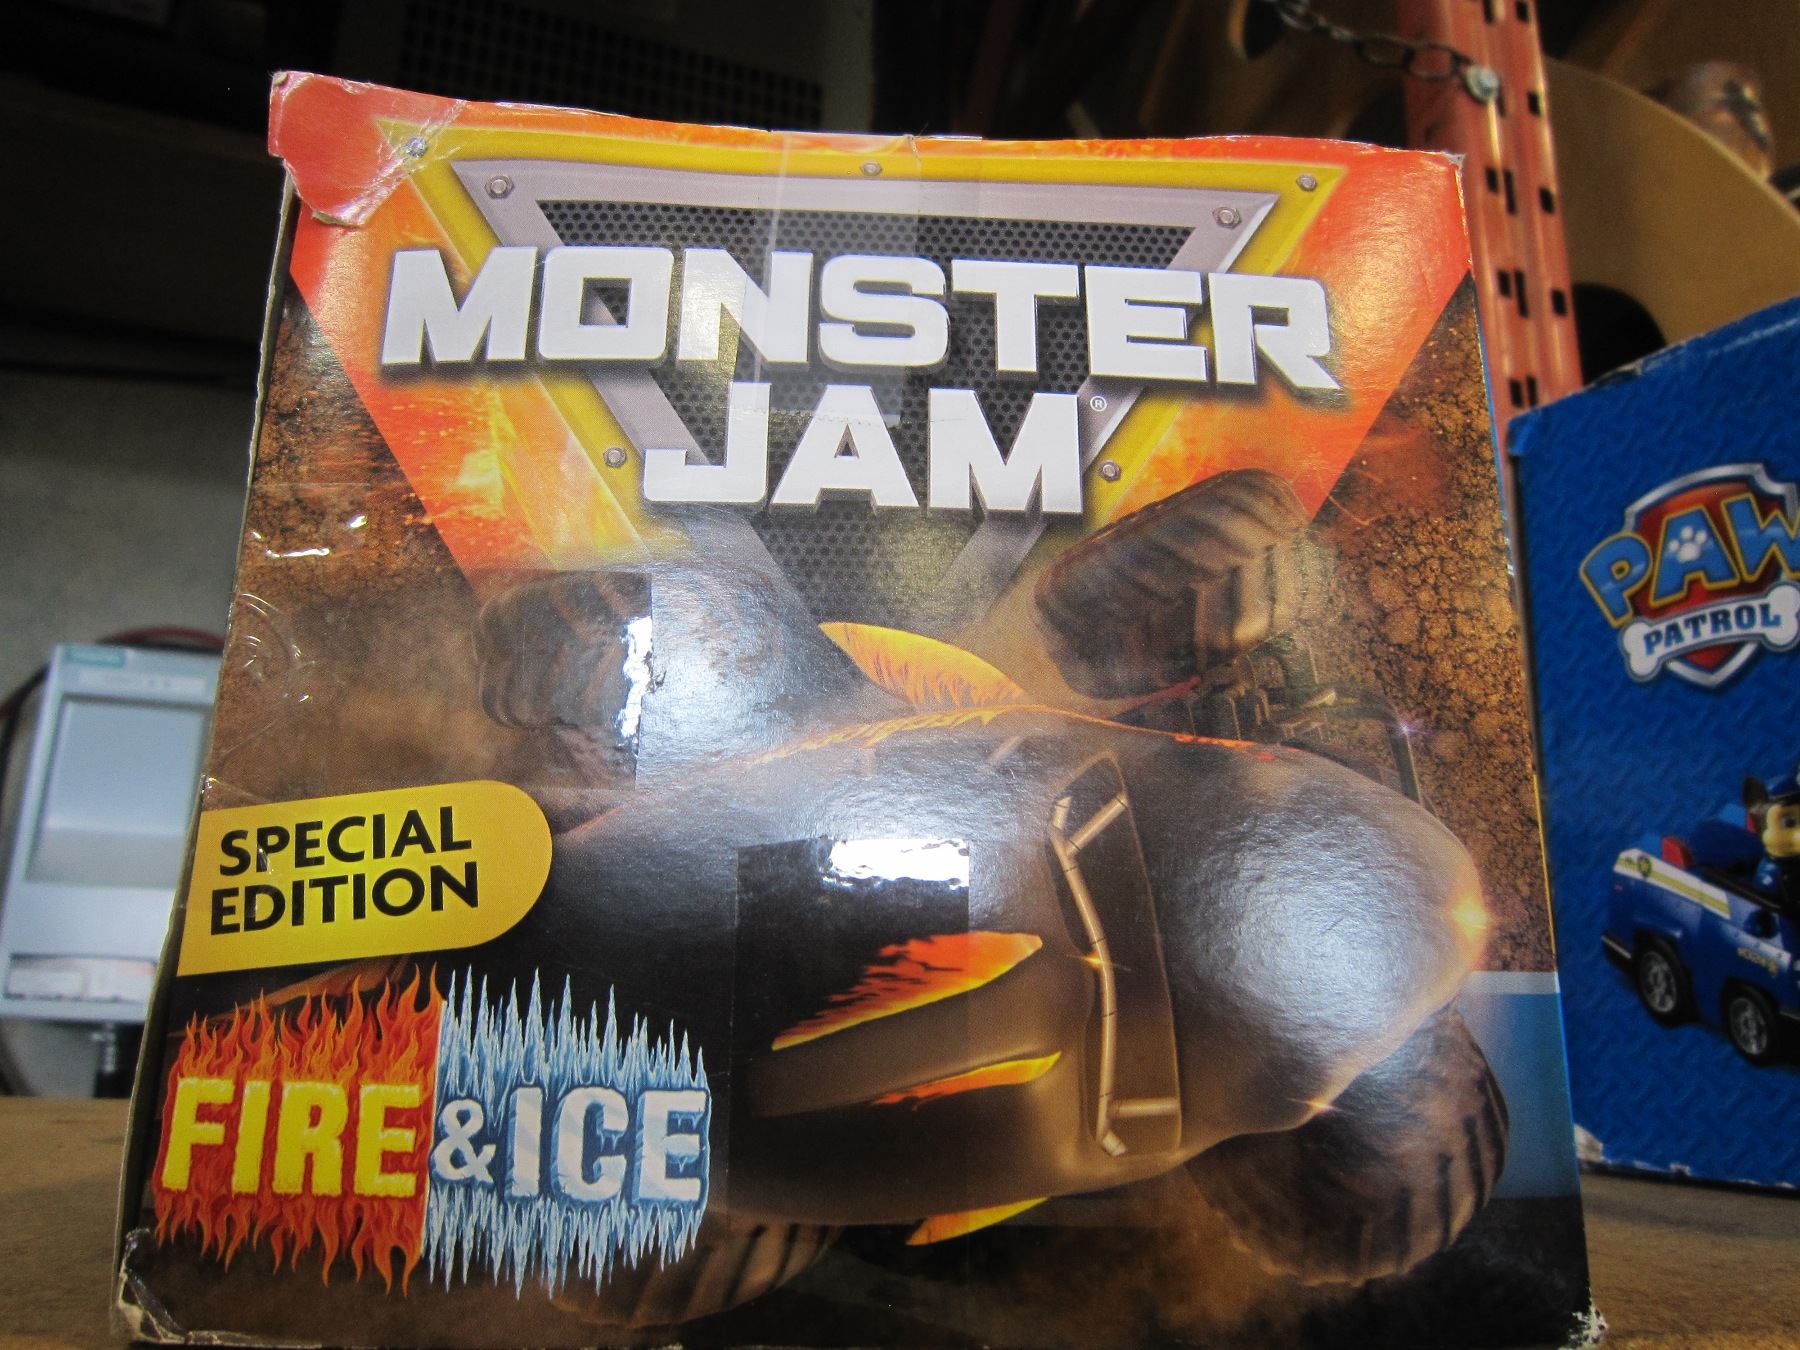 MONSTER
JAM®
SPECIAL
EDITION
FIRE & ICE
PAW
PATROL